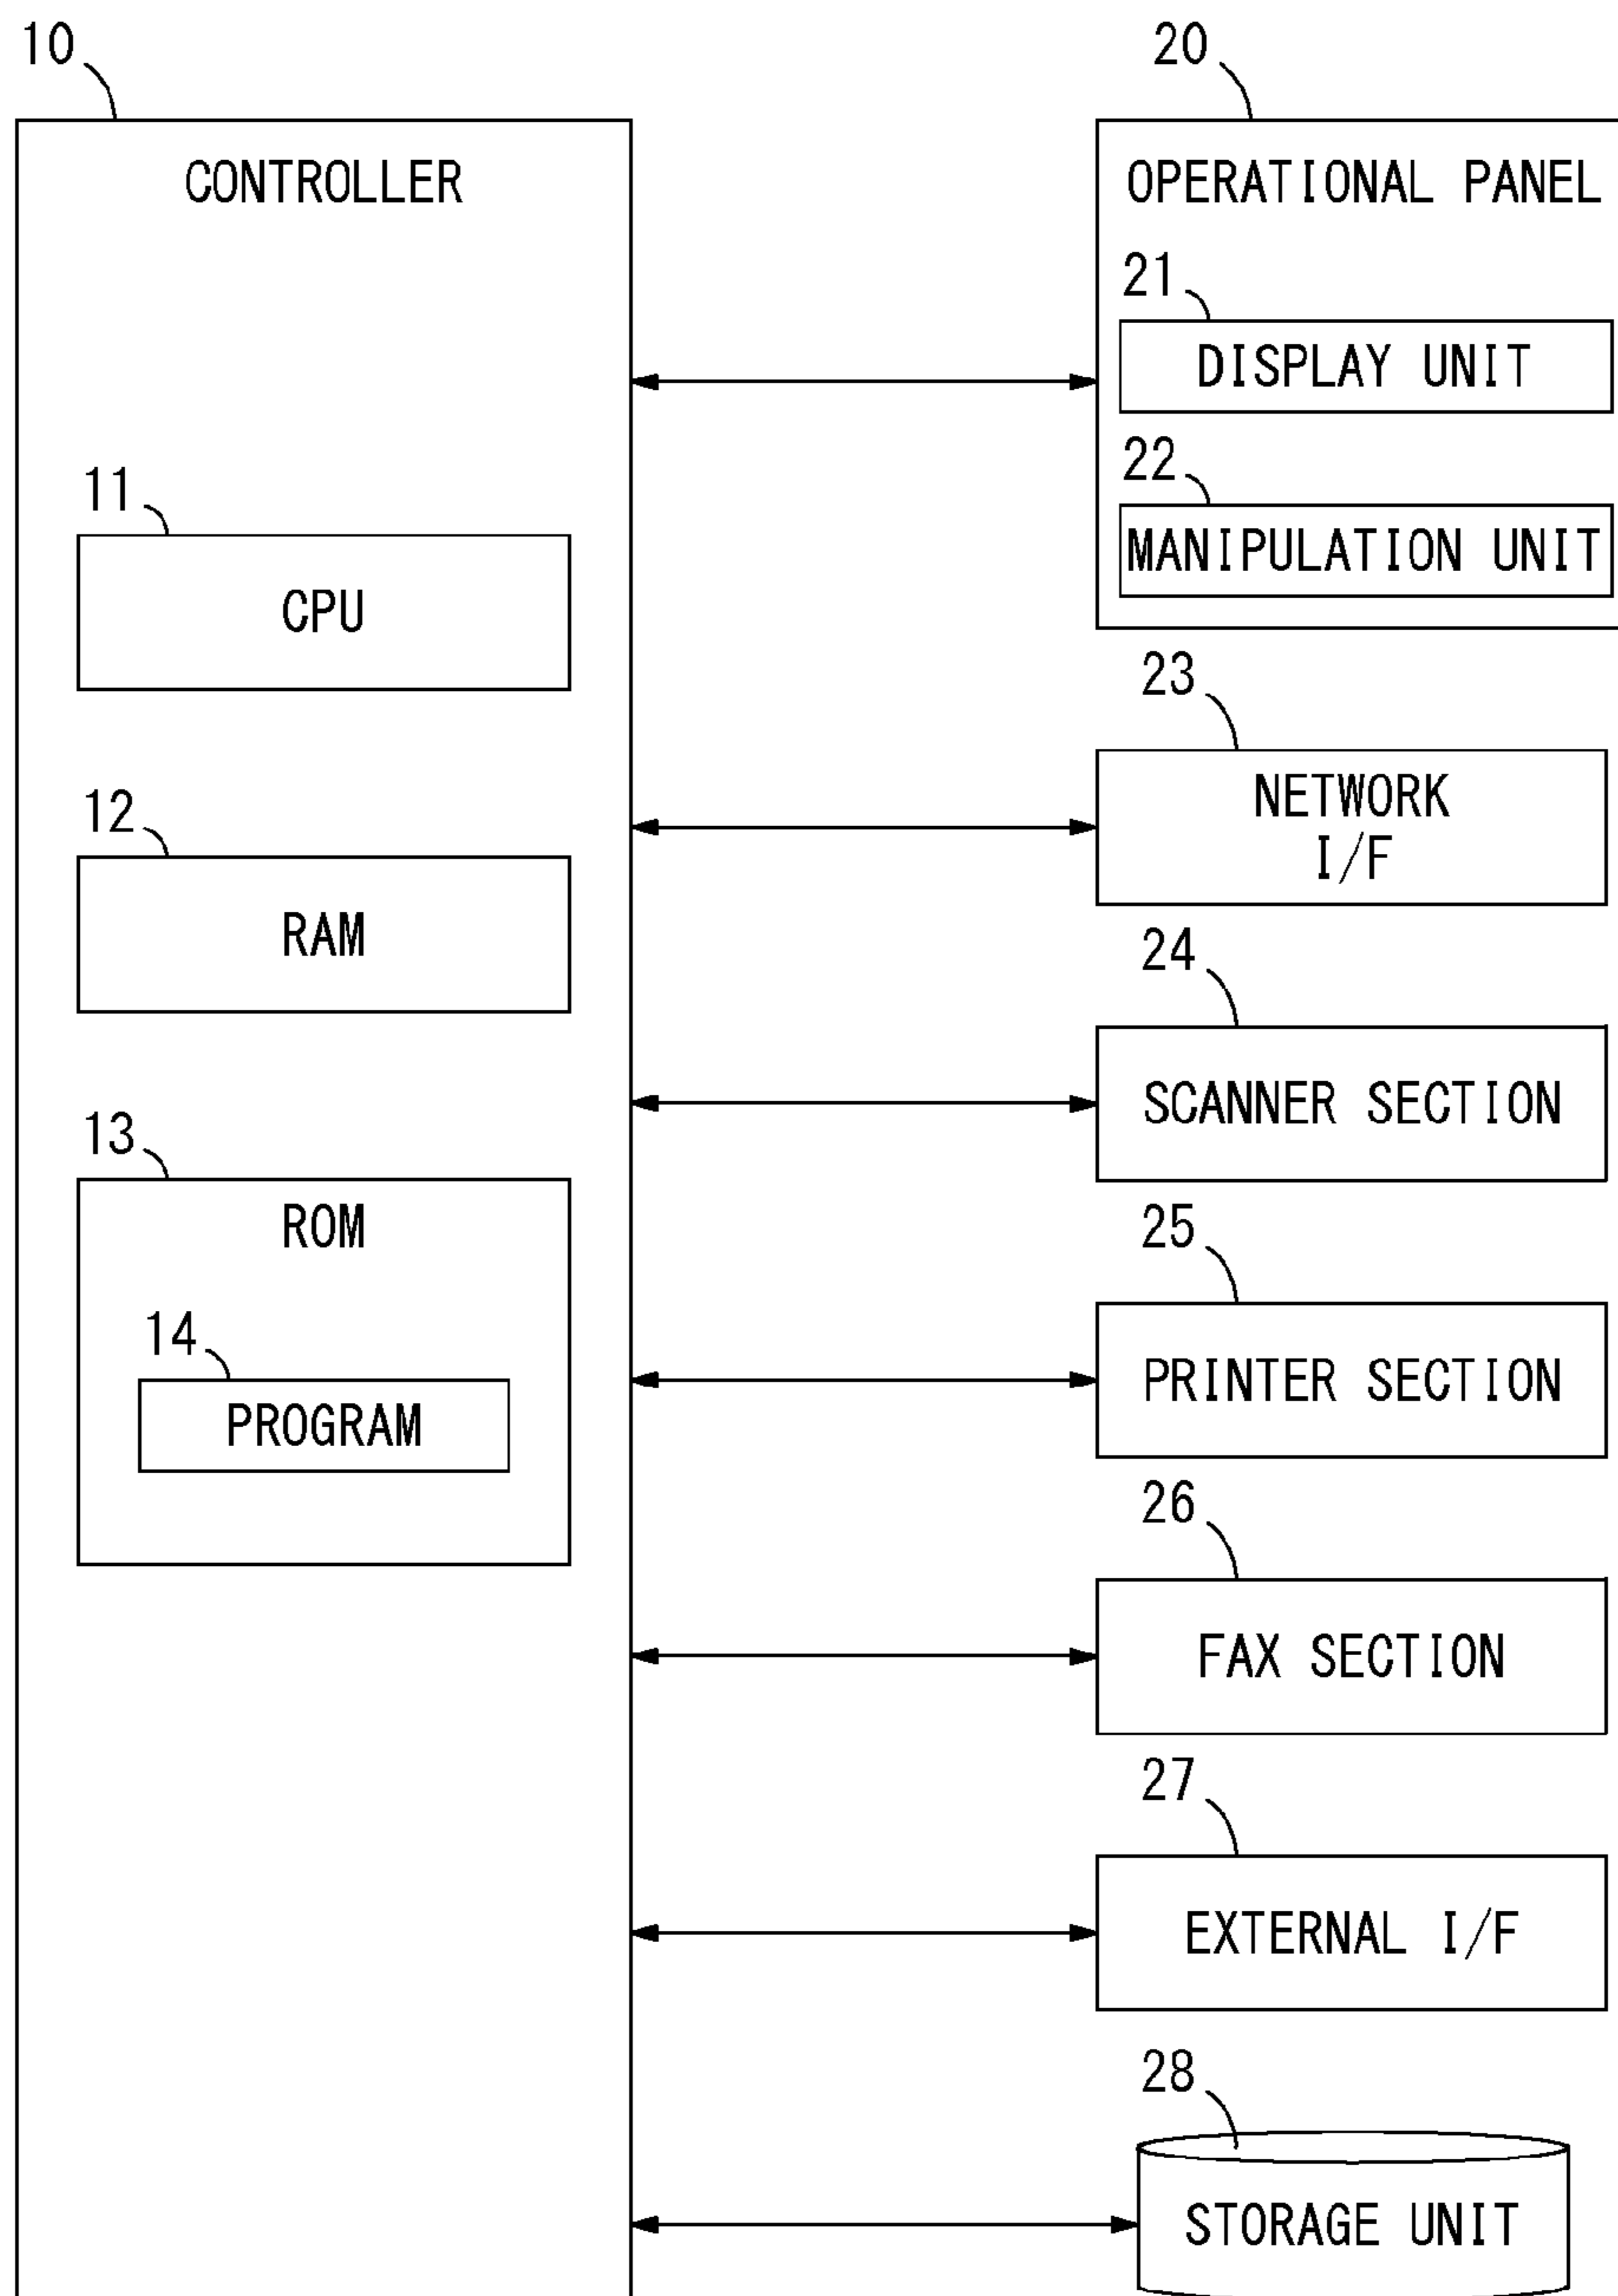 10
CONTROLLER
11
CPU
12
RAM
13
ROM
14
PROGRAM
20
OPERATIONAL PANEL
21
DISPLAY UNIT
22
MANIPULATION UNIT
23
NETWORK
I/F
24
SCANNER SECTION
25
PRINTER SECTION
26
FAX SECTION
27
EXTERNAL I/F
28
STORAGE UNIT